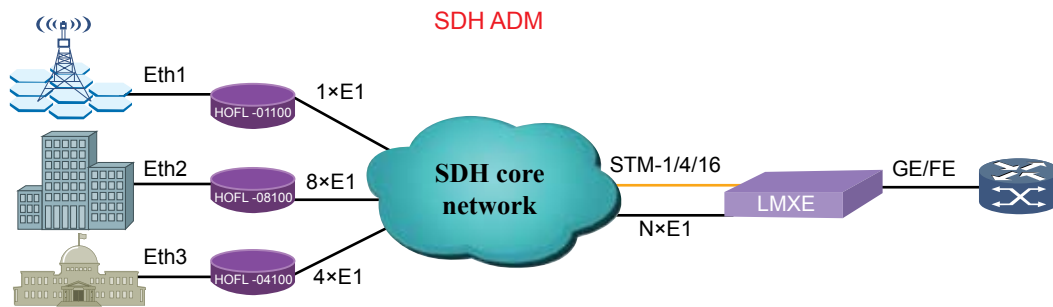 SDH ADM
Eth1
HOFL -01100
1×E1
Eth2
HOFL -08100
8×E1
Eth3
HOFL -04100
4×E1
SDH core
network
STM-1/4/16
N×E1
LMXE
GE/FE